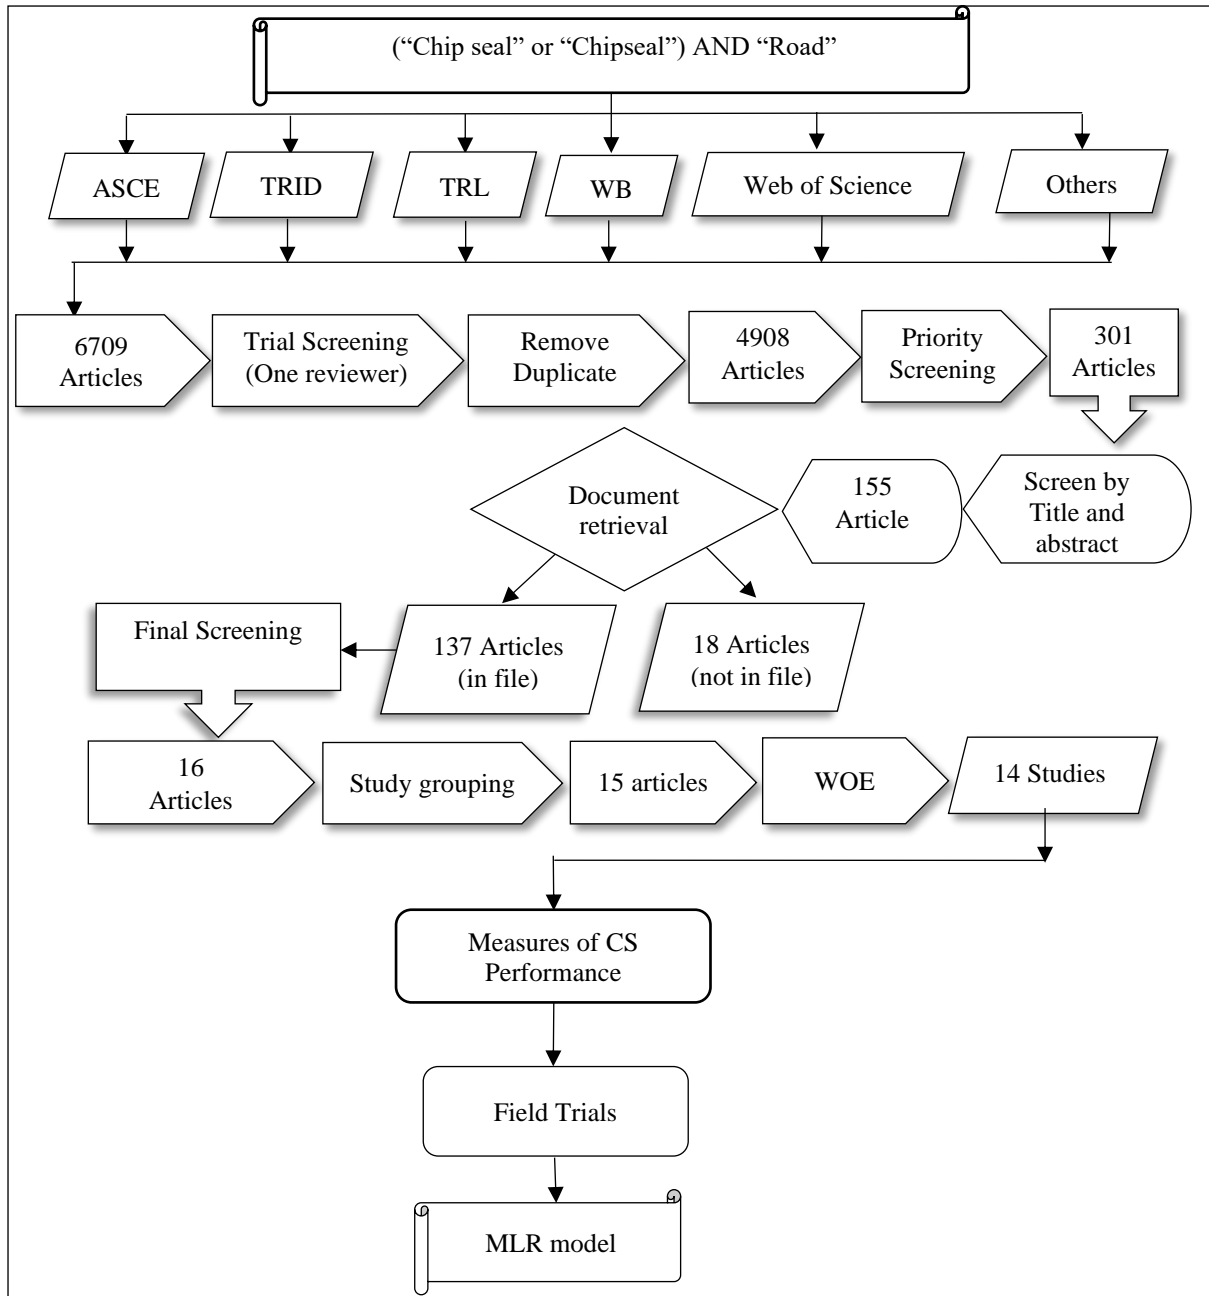 (“Chip seal” or “Chipseal”) AND “Road”
ASCE
TRID
TRL
WB
Web of Science
Others
6709
Articles
Trial Screening
(One reviewer)
Remove
Duplicate
4908
Articles
Priority
Screening
301
Articles
Screen by
Title and
abstract
155
Article
Document
retrieval
137 Articles
(in file)
18 Articles
(not in file)
Final Screening
16
Articles
Study grouping
15 articles
WOE
14 Studies
Measures of CS
Performance
Field Trials
MLR model